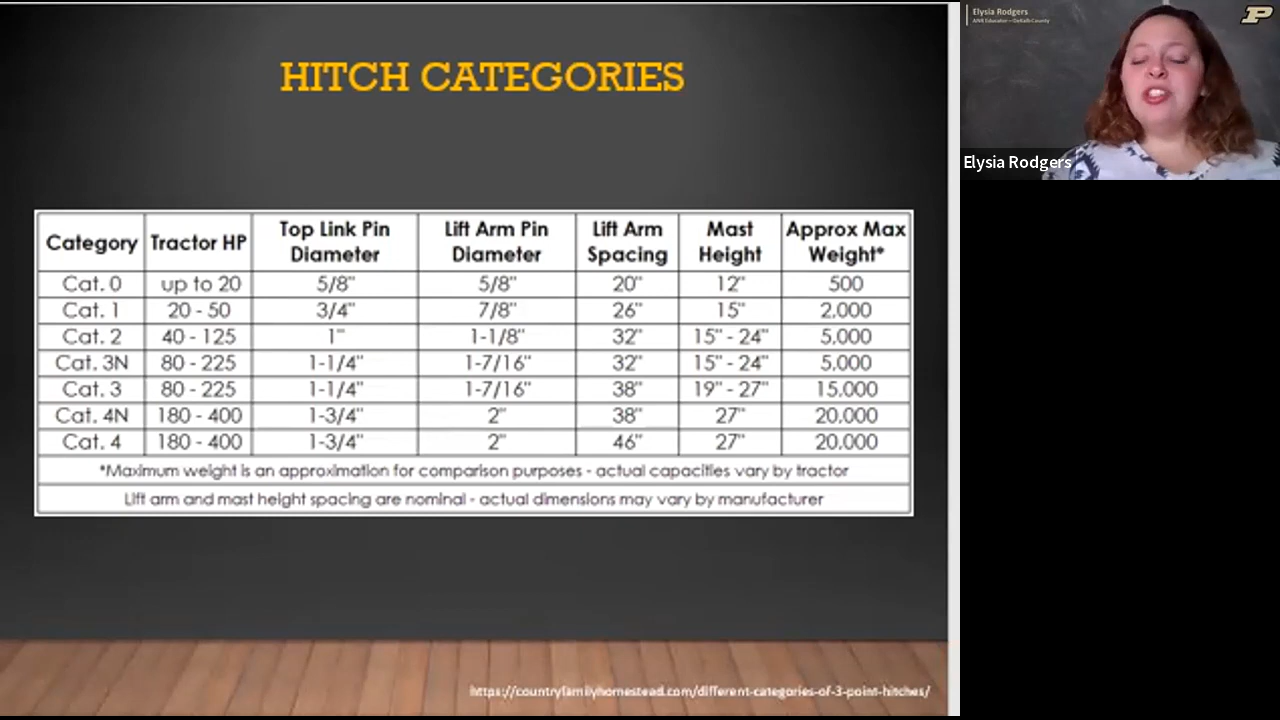 HITCH CATEGORIES
Category Tractor HP Top Link Pin Diameter Lift Arm Pin Diameter Lift Arm Spacing Mast Height Approx Max Weight*
Cat. 0 up to 20 5/8" 5/8" 20" 12" 500
Cat. 1 20 - 50 3/4" 7/8" 26" 15" 2,000
Cat. 2 40 - 125 1" 1-1/8" 32" 15" - 24" 5,000
Cat. 3N 80 - 225 1-1/4" 1-7/16" 32" 15" - 24" 5,000
Cat. 3 80 - 225 1-1/4" 1-7/16" 38" 19" - 27" 15,000
Cat. 4N 180 - 400 1-3/4" 2" 38" 27" 20,000
Cat. 4 180 - 400 1-3/4" 2" 46" 27" 20,000
*Maximum weight is an approximation for comparison purposes - actual capacities vary by tractor
Lift arm and mast height spacing are nominal - actual dimensions may vary by manufacturer
https://countryfamilyhomestead.com/different-categories-of-3-point-hitches/
Elysia Rodgers
ANR Educator - DeKalb County
P
Elysia Rodgers